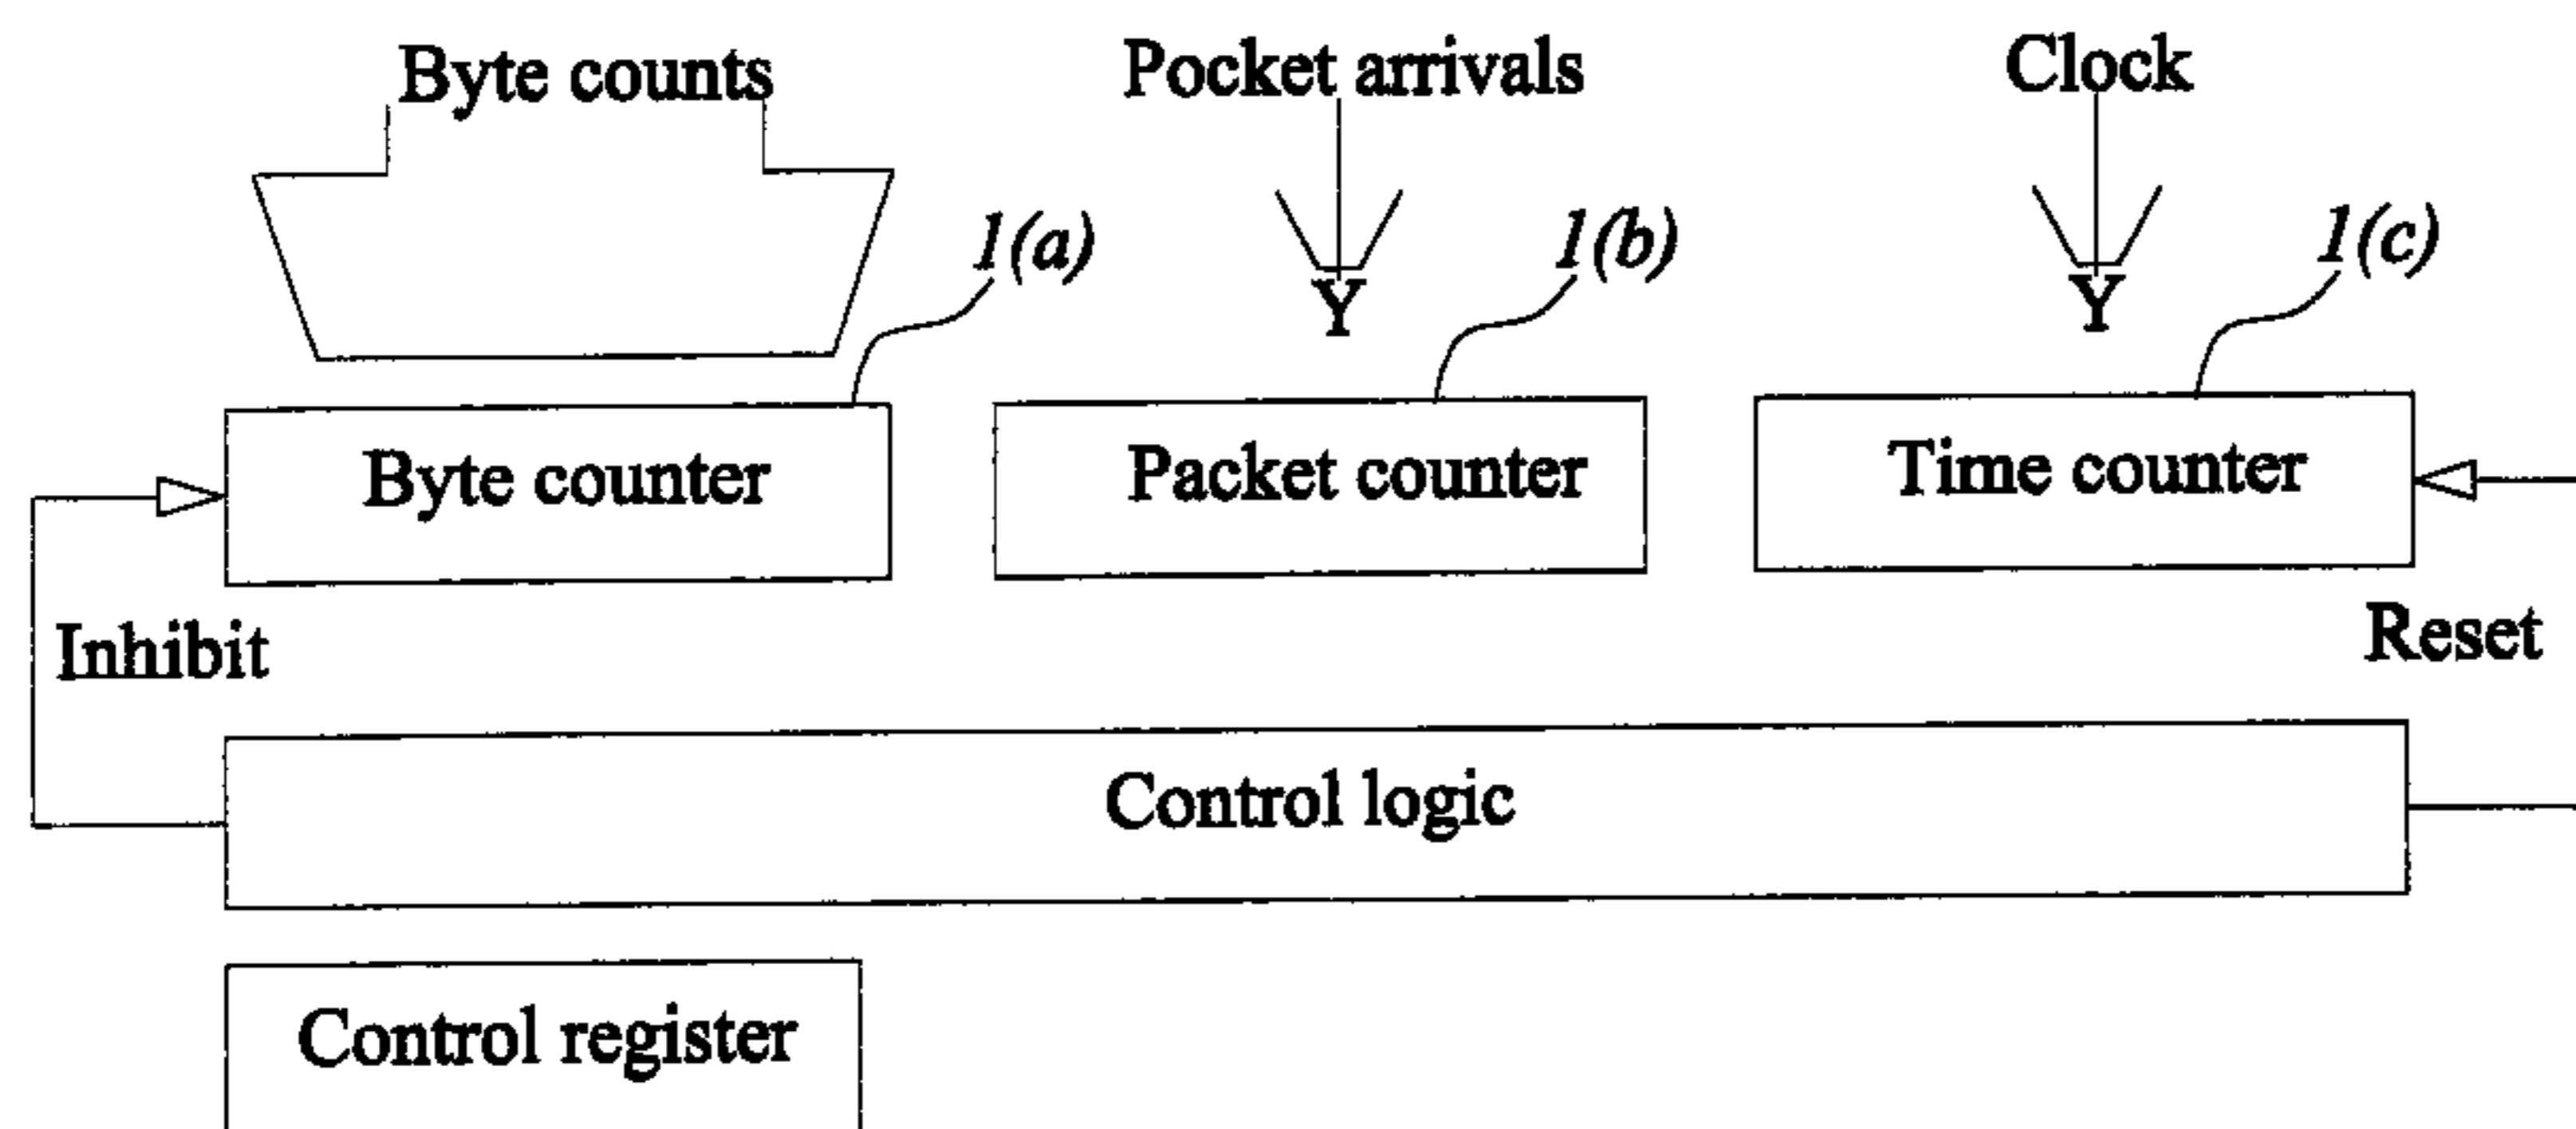 Byte counts
Pocket arrivals
Clock
1(a)
1(b)
1(c)
Y
Y
Byte counter
Packet counter
Time counter
Inhibit
Reset
Control logic
Control register